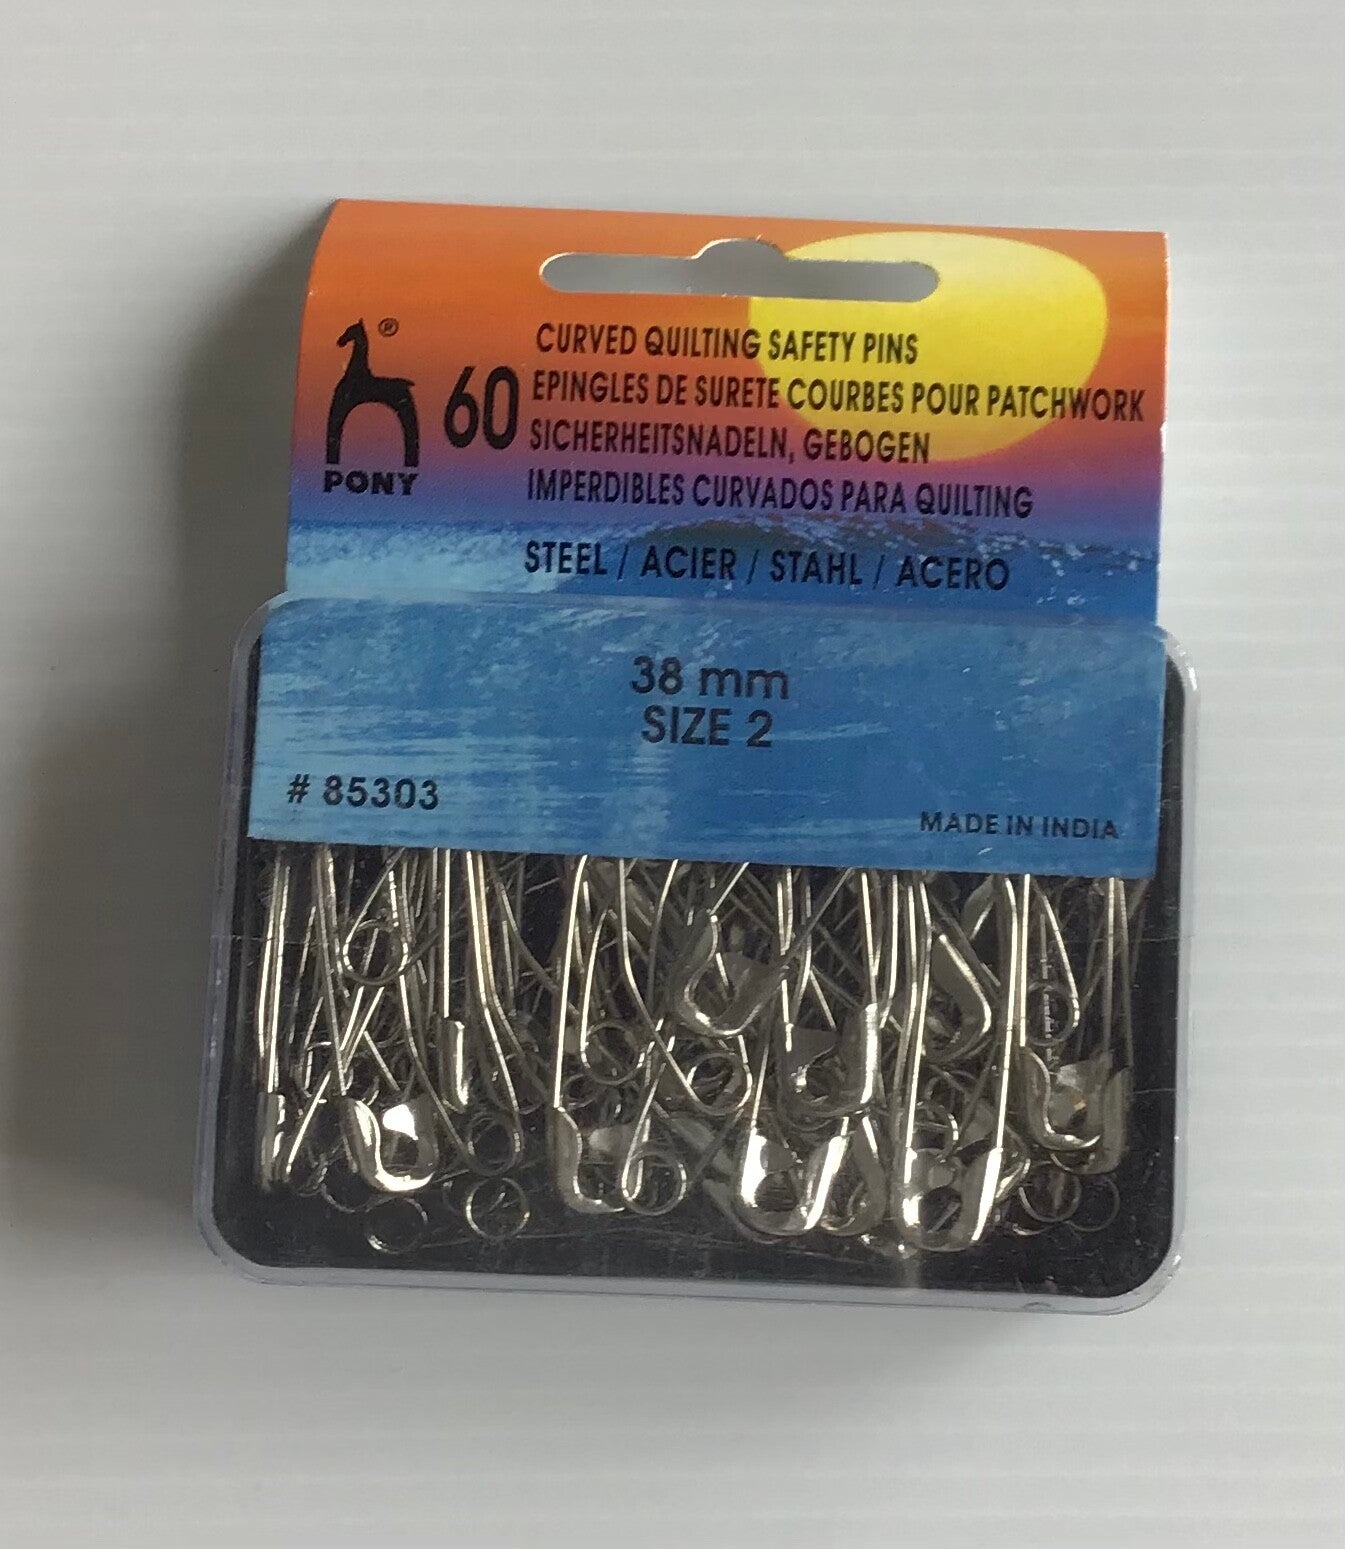 ®
PONY
60
CURVED QUILTING SAFETY PINS
EPINGLES DE SURETE COURBES POUR PATCHWORK
SICHERHEITSNADELN, GEBOGEN
IMPERDIBLES CURVADOS PARA QUILTING
STEEL / ACIER / STAHL / ACERO
38 mm
SIZE 2
# 85303
MADE IN INDIA